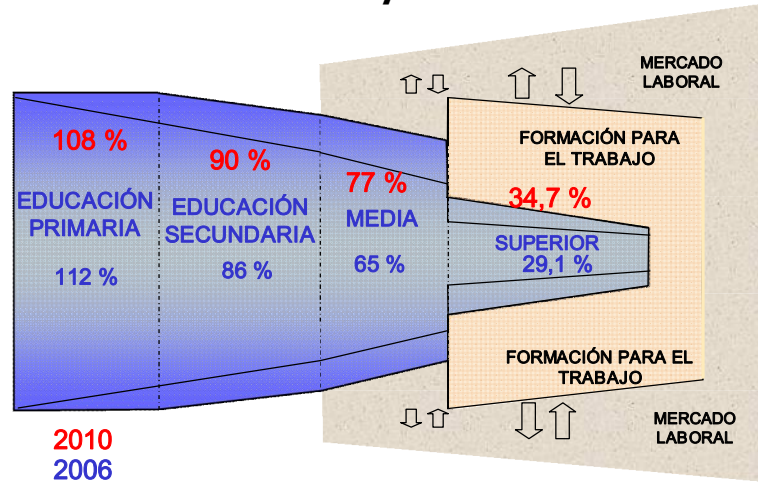 MERCADO
LABORAL
FORMACIÓN PARA
EL TRABAJO
108 %
90 %
77 %
34,7 %
EDUCACIÓN
PRIMARIA
EDUCACIÓN
SECUNDARIA
MEDIA
SUPERIOR
112 %
86 %
65 %
29,1 %
FORMACIÓN PARA EL
TRABAJO
MERCADO
LABORAL
2010
2006